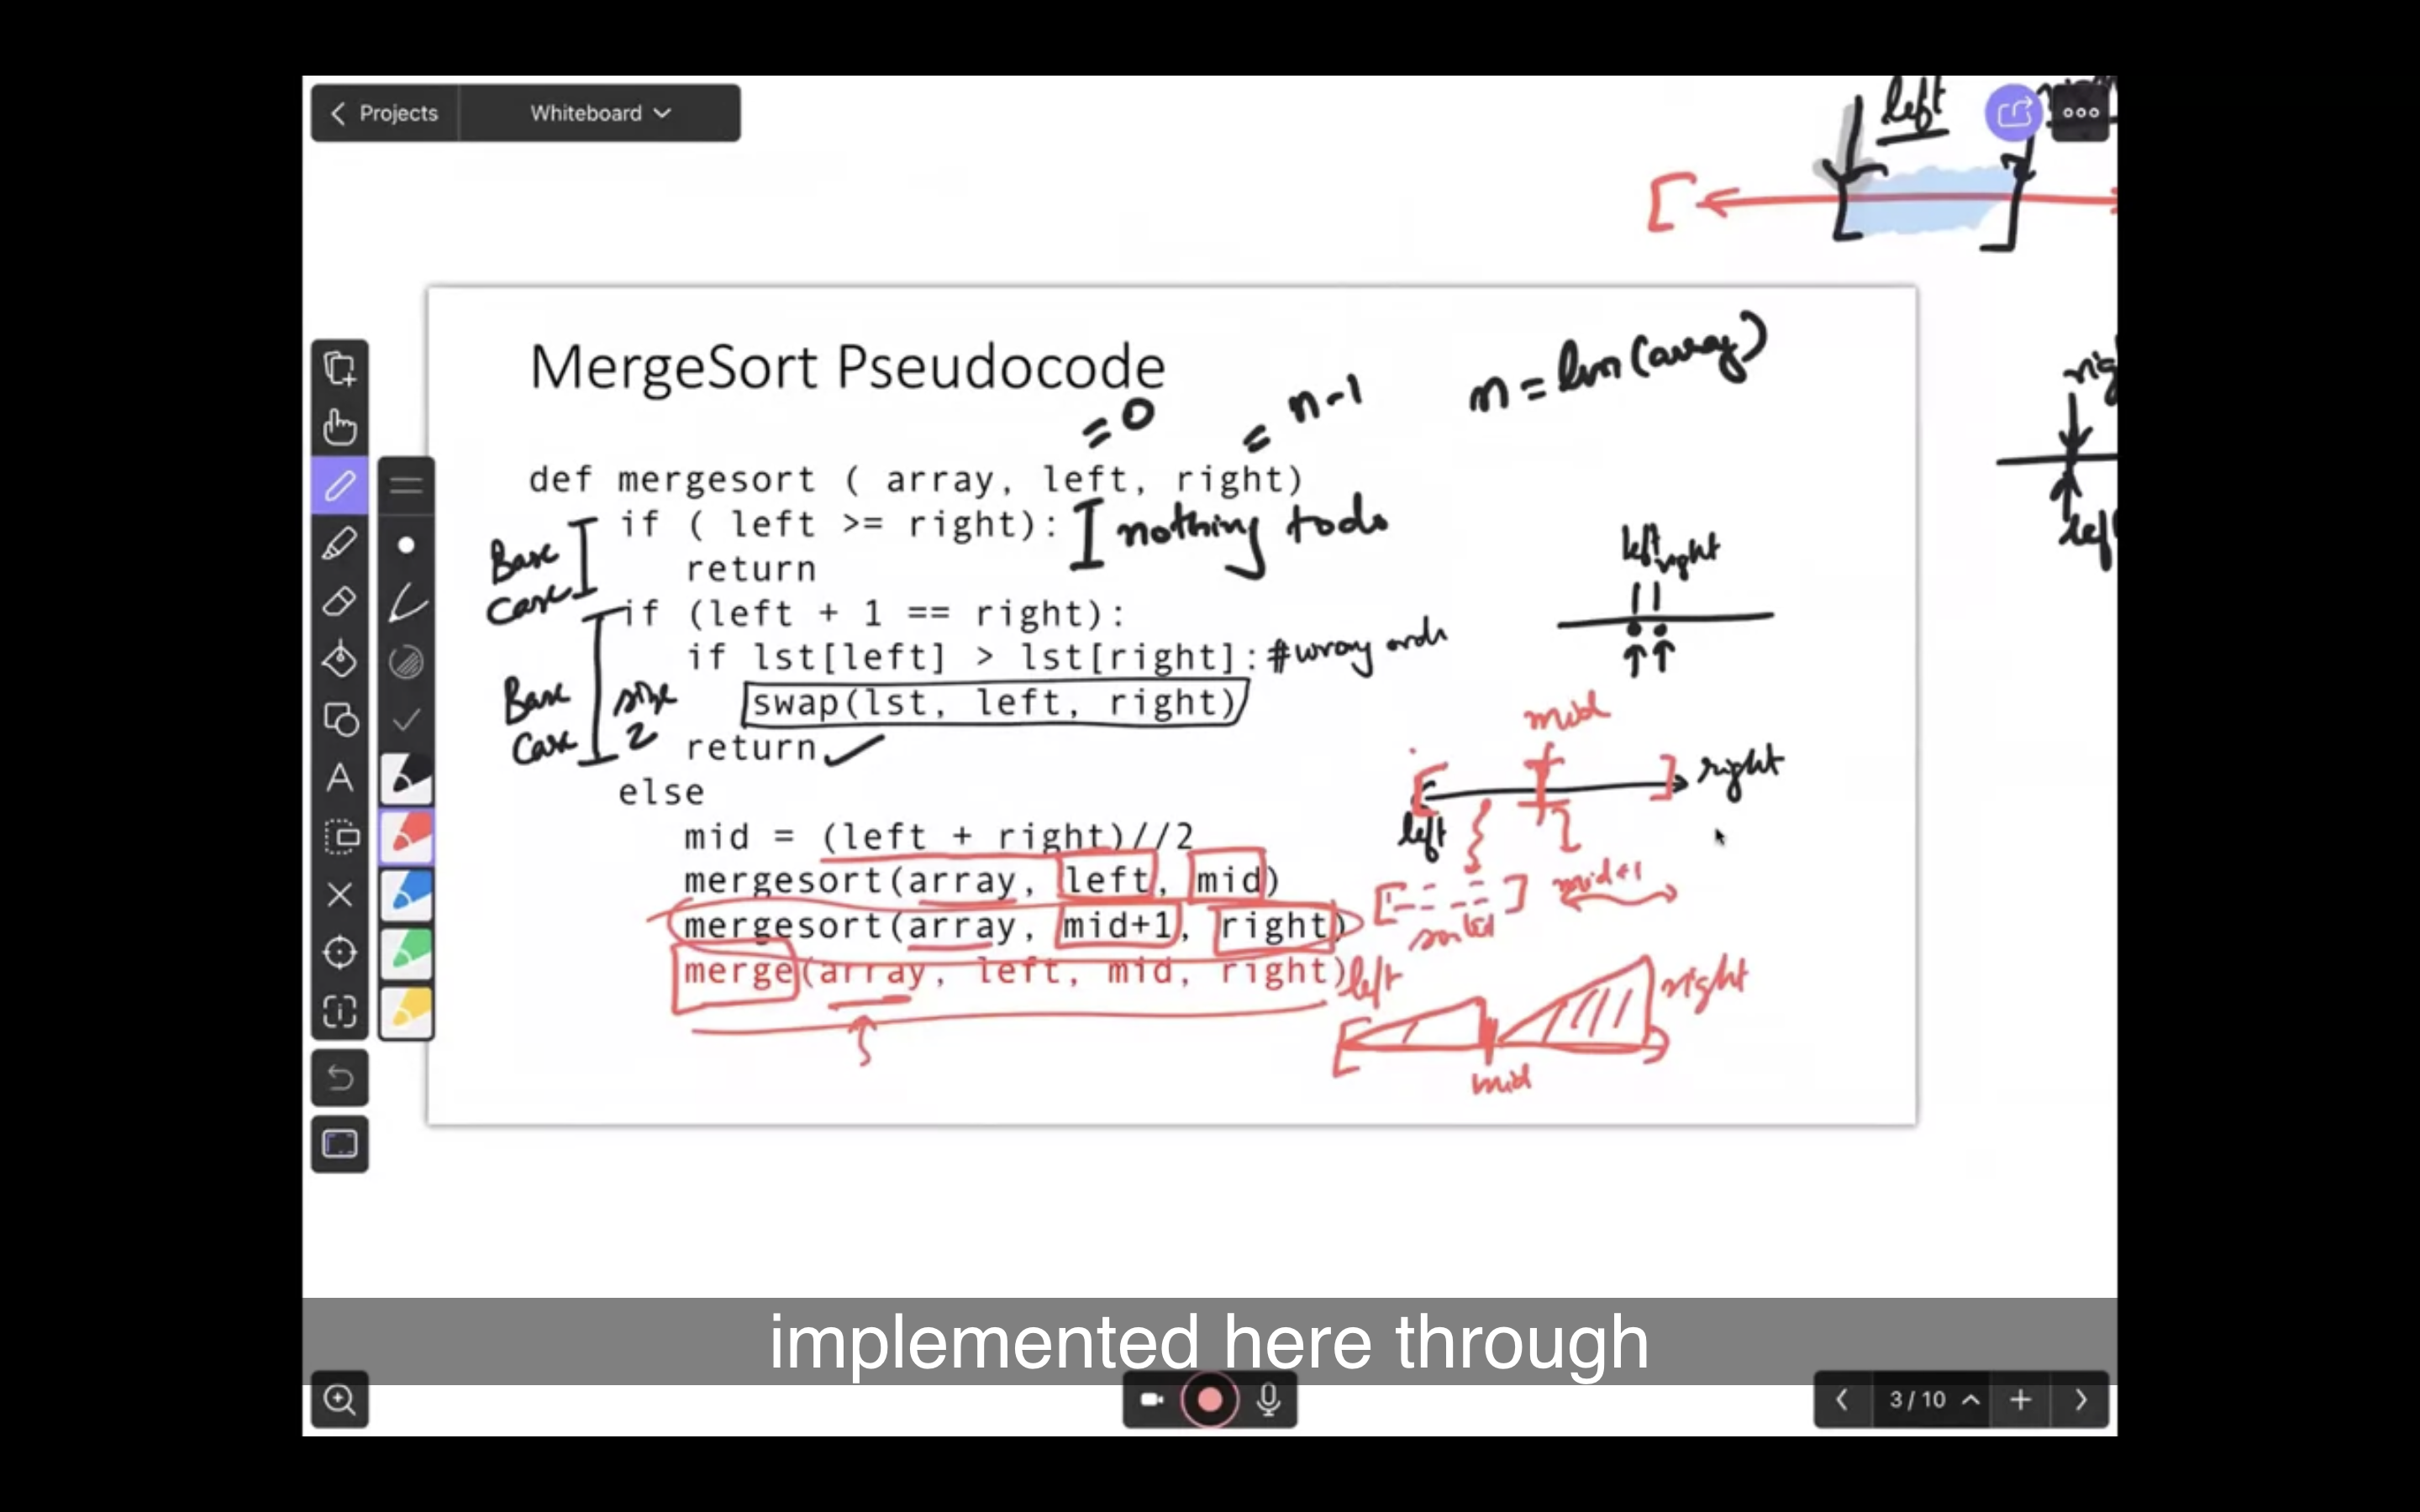 Projects
Whiteboard
left
MergeSort Pseudocode
n = len(array)
= 0
= n-1
def mergesort ( array, left, right)
if ( left >= right): nothing to do
Base
Case
return
if (left + 1 == right):
if lst[left] > lst[right]: #wrong
Base
Case
size
2
swap(lst, left, right)
return
else
mid = (left + right)//2
mergesort(array, left, mid)
mergesort(array, mid+1, right)
merge(array, left, mid, right)
left right
mid
left
right
mid+1
sorted
left
right
mid
implemented here through
3 / 10